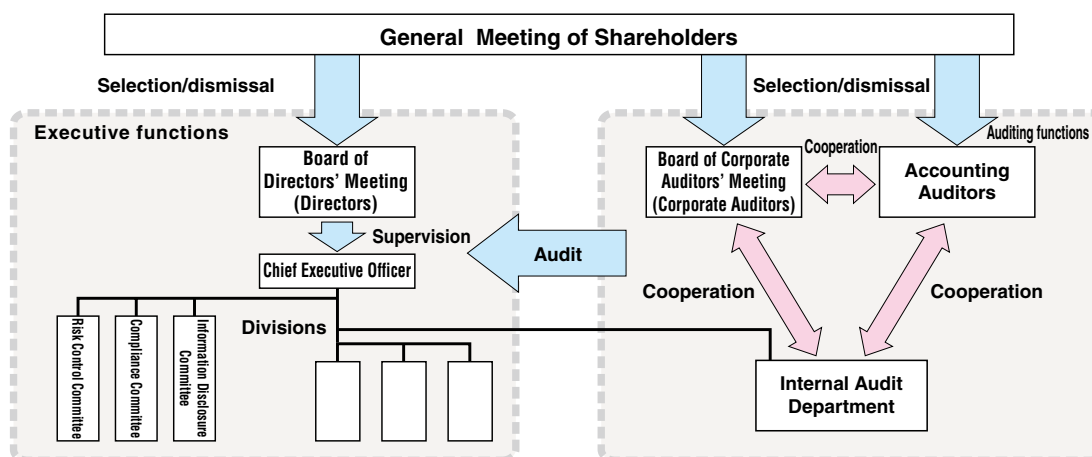 General Meeting of Shareholders
Selection/dismissal
Selection/dismissal
Executive functions
Auditing functions
Board of
Directors' Meeting
(Directors)
Board of Corporate
Auditors' Meeting
(Corporate Auditors)
Cooperation
Accounting
Auditors
Supervision
Audit
Chief Executive Officer
Cooperation
Cooperation
Divisions
Risk Control Committee
Compliance Committee
Information Disclosure
Committee
Internal Audit
Department